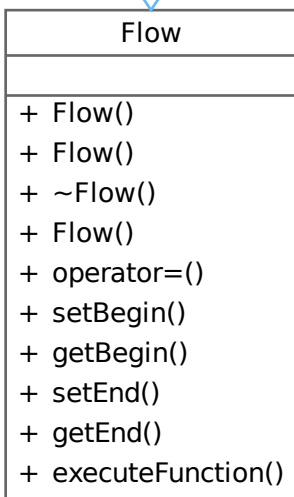 Flow
+ Flow()
+ Flow()
+ ~Flow()
+ Flow()
+ operator=()
+ setBegin()
+ getBegin()
+ setEnd()
+ getEnd()
+ executeFunction()